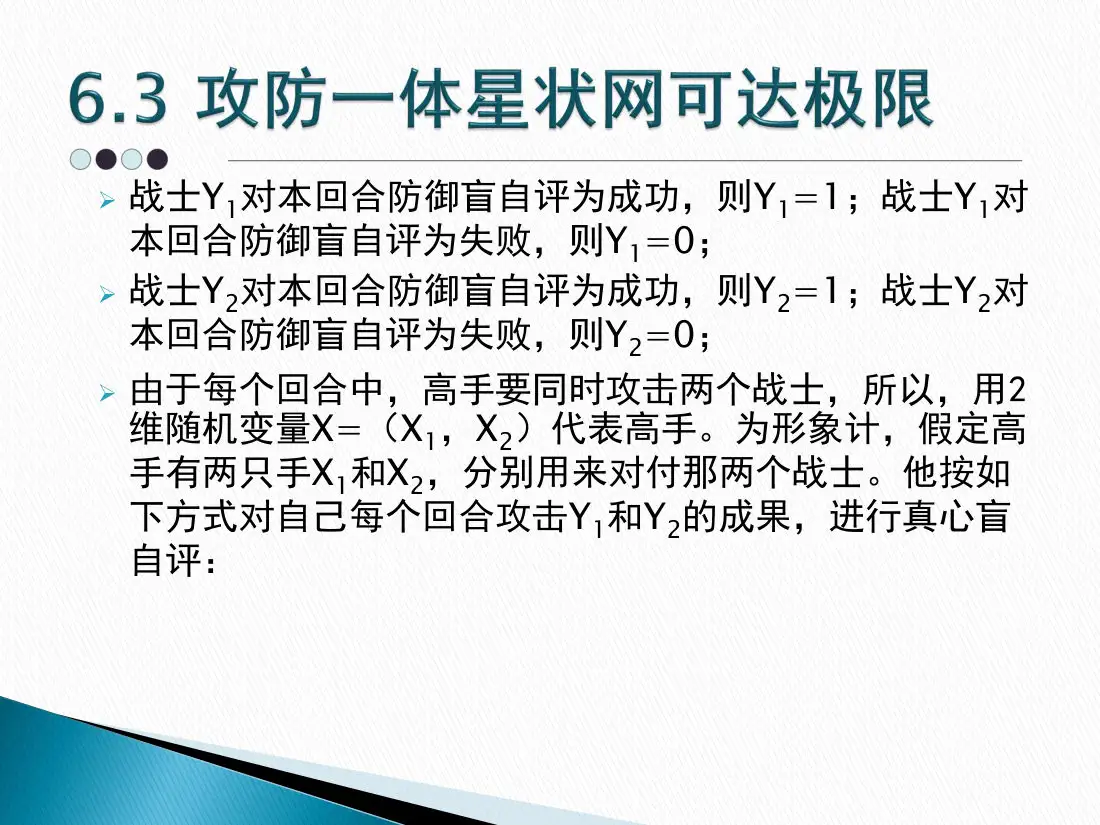 6.3 攻防一体星状网可达极限
战士Y₁对本回合防御盲自评为成功，则Y₁=1；战士Y₁对
本回合防御盲自评为失败，则Y₁=0；
战士Y₂对本回合防御盲自评为成功，则Y₂=1；战士Y₂对
本回合防御盲自评为失败，则Y₂=0；
由于每个回合中，高手要同时攻击两个战士，所以，用2
维随机变量X=（X₁，X₂）代表高手。为形象计，假定高
手有两只手X₁和X₂，分别用来对付那两个战士。他按如
下方式对自己每个回合攻击Y₁和Y₂的成果，进行真心盲
自评：